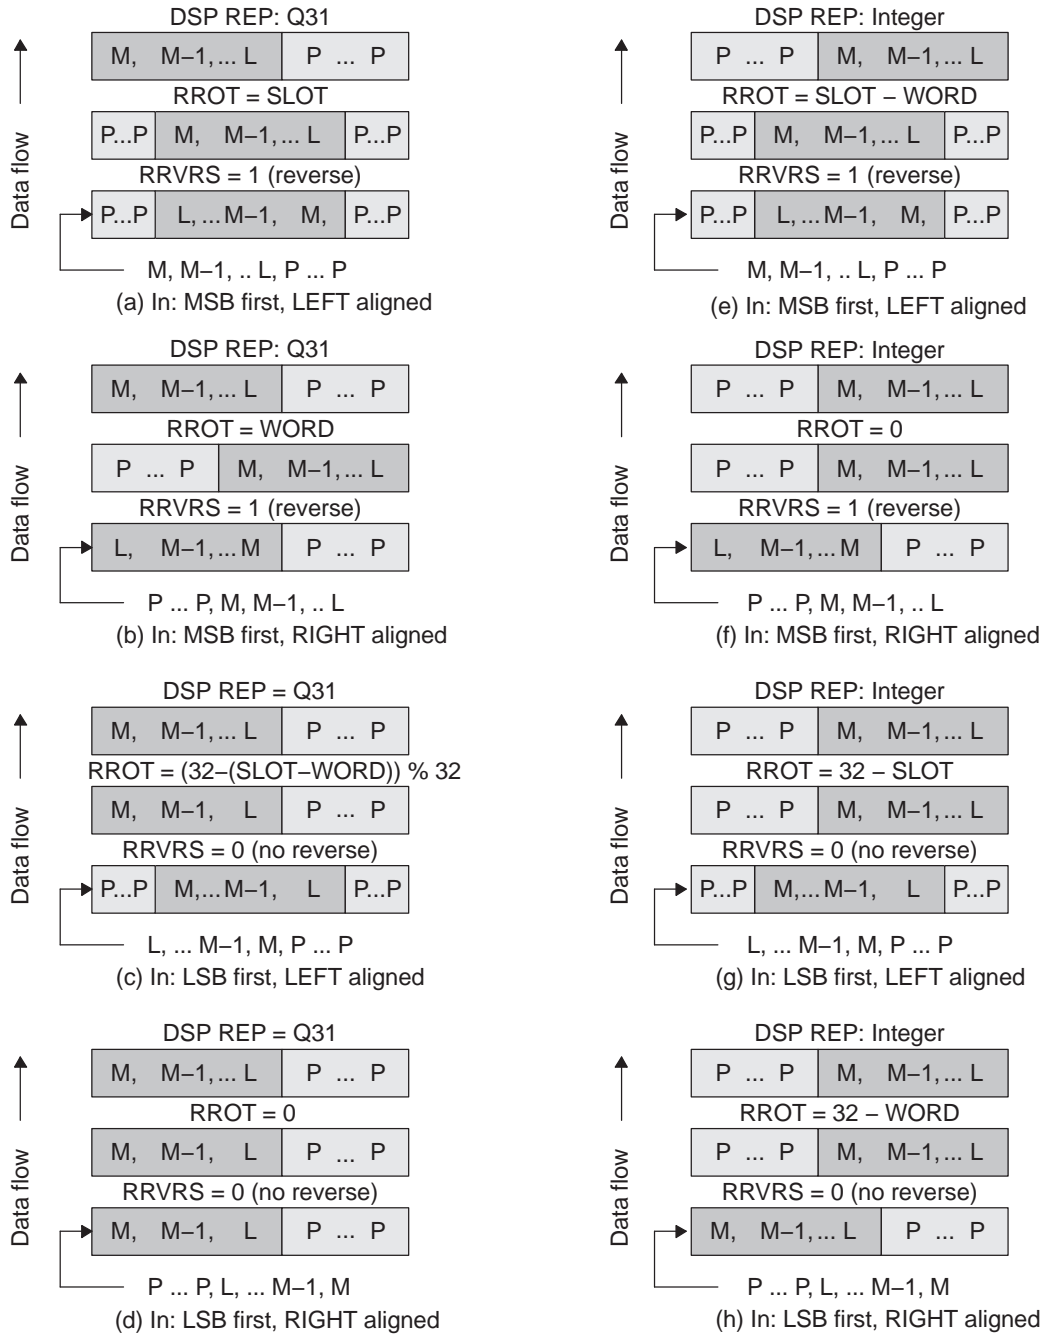 DSP REP: Q31
M, M−1, ... L P ... P
RROT = SLOT
P...P M, M−1, ... L P...P
RRVRS = 1 (reverse)
P...P L, ... M−1, M, P...P
M, M−1, .. L, P ... P
(a) In: MSB first, LEFT aligned
Data flow
DSP REP: Integer
P ... P M, M−1, ... L
RROT = SLOT − WORD
P...P M, M−1, ... L P...P
RRVRS = 1 (reverse)
P...P L, ... M−1, M, P...P
M, M−1, .. L, P ... P
(e) In: MSB first, LEFT aligned
Data flow
DSP REP: Q31
M, M−1, ... L P ... P
RROT = WORD
P ... P M, M−1, ... L
RRVRS = 1 (reverse)
L, M−1, ... M P ... P
P ... P, M, M−1, .. L
(b) In: MSB first, RIGHT aligned
Data flow
DSP REP: Integer
P ... P M, M−1, ... L
RROT = 0
P ... P M, M−1, ... L
RRVRS = 1 (reverse)
L, M−1, ... M P ... P
P ... P, M, M−1, .. L
(f) In: MSB first, RIGHT aligned
Data flow
DSP REP = Q31
M, M−1, ... L P ... P
RROT = (32−(SLOT−WORD)) % 32
M, M−1, L P ... P
RRVRS = 0 (no reverse)
P...P M, ... M−1, L P...P
L, ... M−1, M, P ... P
(c) In: LSB first, LEFT aligned
Data flow
DSP REP: Integer
P ... P M, M−1, ... L
RROT = 32 − SLOT
P ... P M, M−1, ... L
RRVRS = 0 (no reverse)
P...P M, ... M−1, L P...P
L, ... M−1, M, P ... P
(g) In: LSB first, LEFT aligned
Data flow
DSP REP = Q31
M, M−1, ... L P ... P
RROT = 0
M, M−1, L P ... P
RRVRS = 0 (no reverse)
M, M−1, L P ... P
P ... P, L, ... M−1, M
(d) In: LSB first, RIGHT aligned
Data flow
DSP REP: Integer
P ... P M, M−1, ... L
RROT = 32 − WORD
P ... P M, M−1, ... L
RRVRS = 0 (no reverse)
M, M−1, ... L P ... P
P ... P, L, ... M−1, M
(h) In: LSB first, RIGHT aligned
Data flow